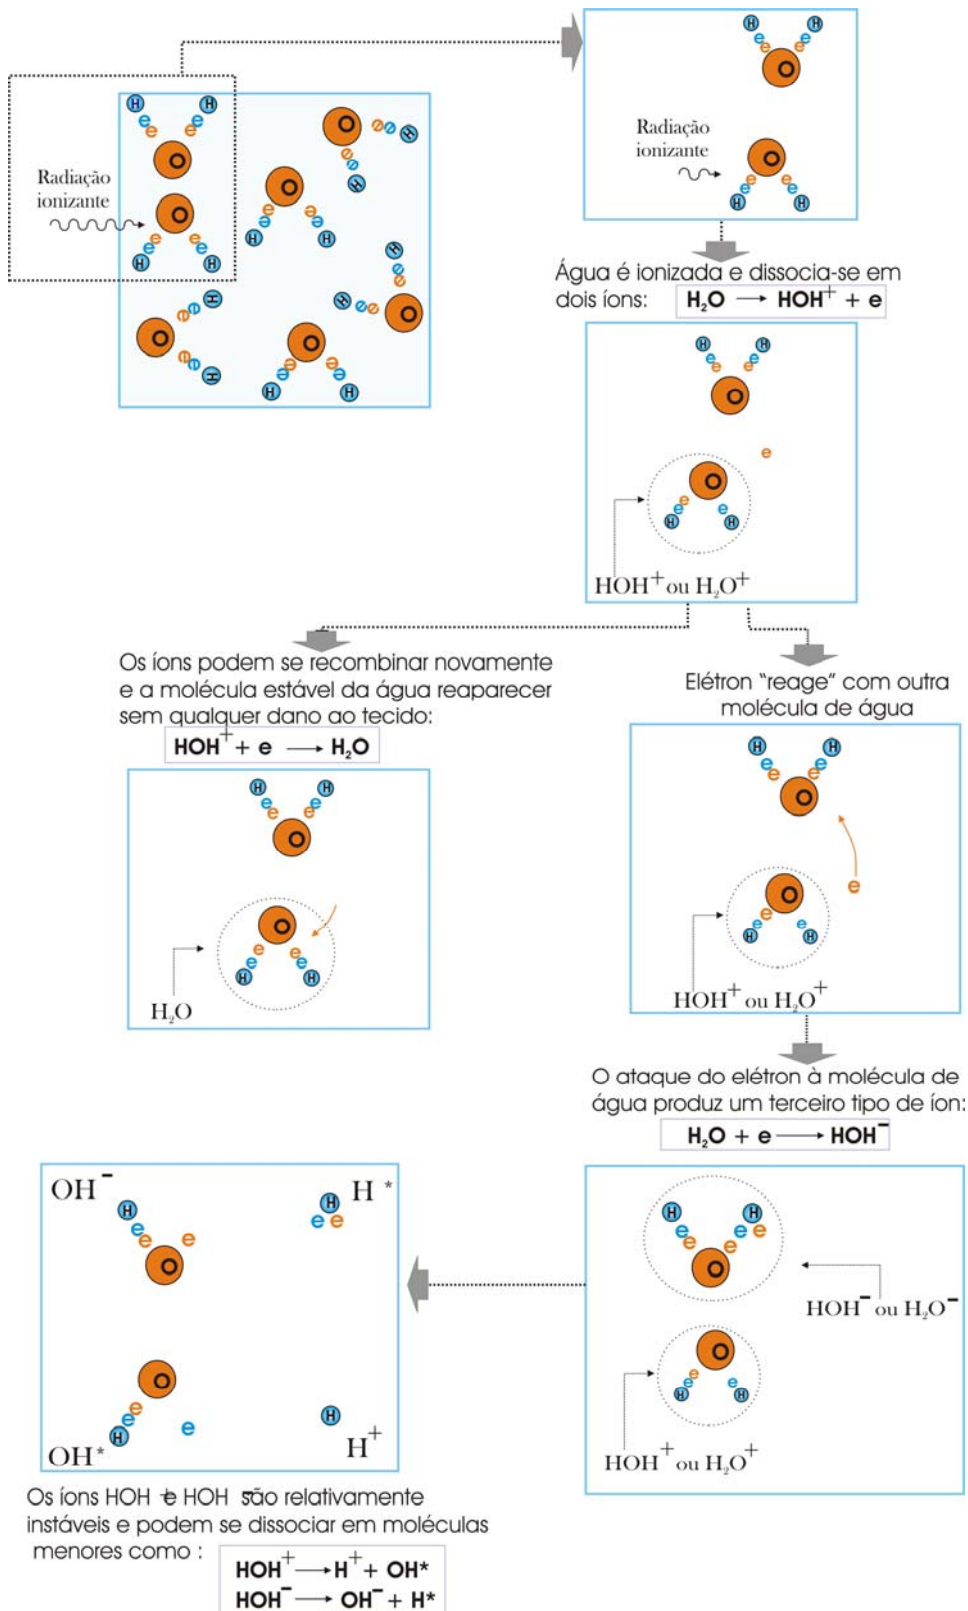 H H
e e
e e
O
O
e e
e e
H H
Radiação
ionizante
O e e H
e
e
H
O
e e
e e
H H
H
e
e
H e e O
O
e e H
e e H
O
e e
e e
H H
H H
e e
e e
O
Radiação
ionizante
O
e e
e e
H H
Água é ionizada e dissocia-se em
dois íons: H₂O → HOH⁺ + e
H H
e e
e e
O
e
O
e e
e
H H
HOH⁺ ou H₂O⁺
Os íons podem se recombinar novamente
e a molécula estável da água reaparecer
sem qualquer dano ao tecido:
HOH⁺ + e → H₂O
H H
e e
e e
O
O
e e
e e
H H
H₂O
Elétron "reage" com outra
molécula de água
H H
e e
e e
O
e
O
e e
e
H H
HOH⁺ ou H₂O⁺
O ataque do elétron à molécula de
água produz um terceiro tipo de íon:
H₂O + e → HOH⁻
H H
e e e
e e
O
HOH⁻ ou H₂O⁻
O
e e
e
H H
HOH⁺ ou H₂O⁺
OH⁻ H *
H H
e e e
e e
O
O
e
e e
H H
OH* H⁺
Os íons HOH⁺e HOH⁻ são relativamente
instáveis e podem se dissociar em moléculas
menores como :
HOH⁺ → H⁺ + OH*
HOH⁻ → OH⁻ + H*